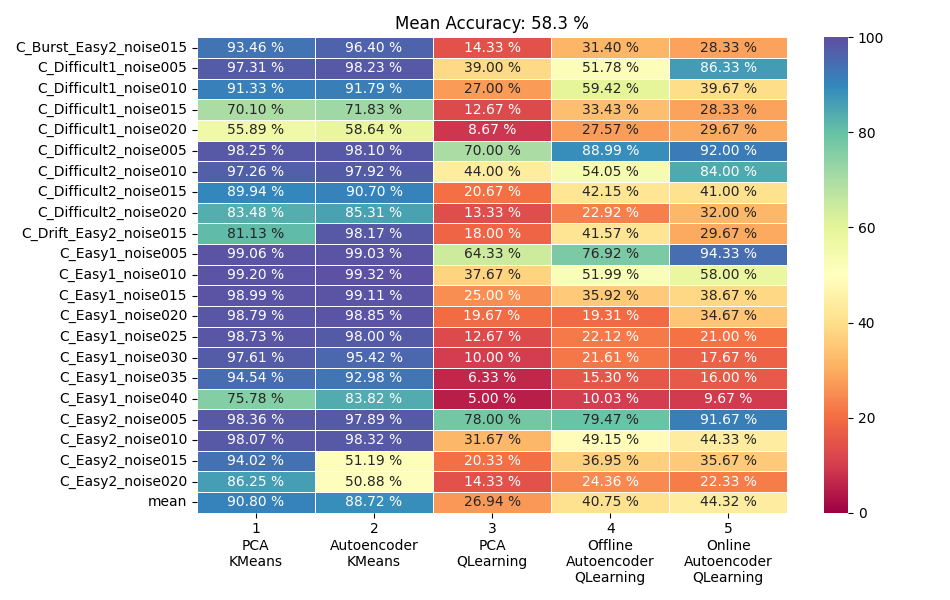 Mean Accuracy: 58.3 %
C_Burst_Easy2_noise015 93.46 % 96.40 % 14.33 % 31.40 % 28.33 %
C_Difficult1_noise005 97.31 % 98.23 % 39.00 % 51.78 % 86.33 %
C_Difficult1_noise010 91.33 % 91.79 % 27.00 % 59.42 % 39.67 %
C_Difficult1_noise015 70.10 % 71.83 % 12.67 % 33.43 % 28.33 %
C_Difficult1_noise020 55.89 % 58.64 % 8.67 % 27.57 % 29.67 %
C_Difficult2_noise005 98.25 % 98.10 % 70.00 % 88.99 % 92.00 %
C_Difficult2_noise010 97.26 % 97.92 % 44.00 % 54.05 % 84.00 %
C_Difficult2_noise015 89.94 % 90.70 % 20.67 % 42.15 % 41.00 %
C_Difficult2_noise020 83.48 % 85.31 % 13.33 % 22.92 % 32.00 %
C_Drift_Easy2_noise015 81.13 % 98.17 % 18.00 % 41.57 % 29.67 %
C_Easy1_noise005 99.06 % 99.03 % 64.33 % 76.92 % 94.33 %
C_Easy1_noise010 99.20 % 99.32 % 37.67 % 51.99 % 58.00 %
C_Easy1_noise015 98.99 % 99.11 % 25.00 % 35.92 % 38.67 %
C_Easy1_noise020 98.79 % 98.85 % 19.67 % 19.31 % 34.67 %
C_Easy1_noise025 98.73 % 98.00 % 12.67 % 22.12 % 21.00 %
C_Easy1_noise030 97.61 % 95.42 % 10.00 % 21.61 % 17.67 %
C_Easy1_noise035 94.54 % 92.98 % 6.33 % 15.30 % 16.00 %
C_Easy1_noise040 75.78 % 83.82 % 5.00 % 10.03 % 9.67 %
C_Easy2_noise005 98.36 % 97.89 % 78.00 % 79.47 % 91.67 %
C_Easy2_noise010 98.07 % 98.32 % 31.67 % 49.15 % 44.33 %
C_Easy2_noise015 94.02 % 51.19 % 20.33 % 36.95 % 35.67 %
C_Easy2_noise020 86.25 % 50.88 % 14.33 % 24.36 % 22.33 %
mean 90.80 % 88.72 % 26.94 % 40.75 % 44.32 %
1 2 3 4 5
PCA Autoencoder PCA Offline Online
KMeans KMeans QLearning Autoencoder Autoencoder
QLearning QLearning
100
80
60
40
20
0